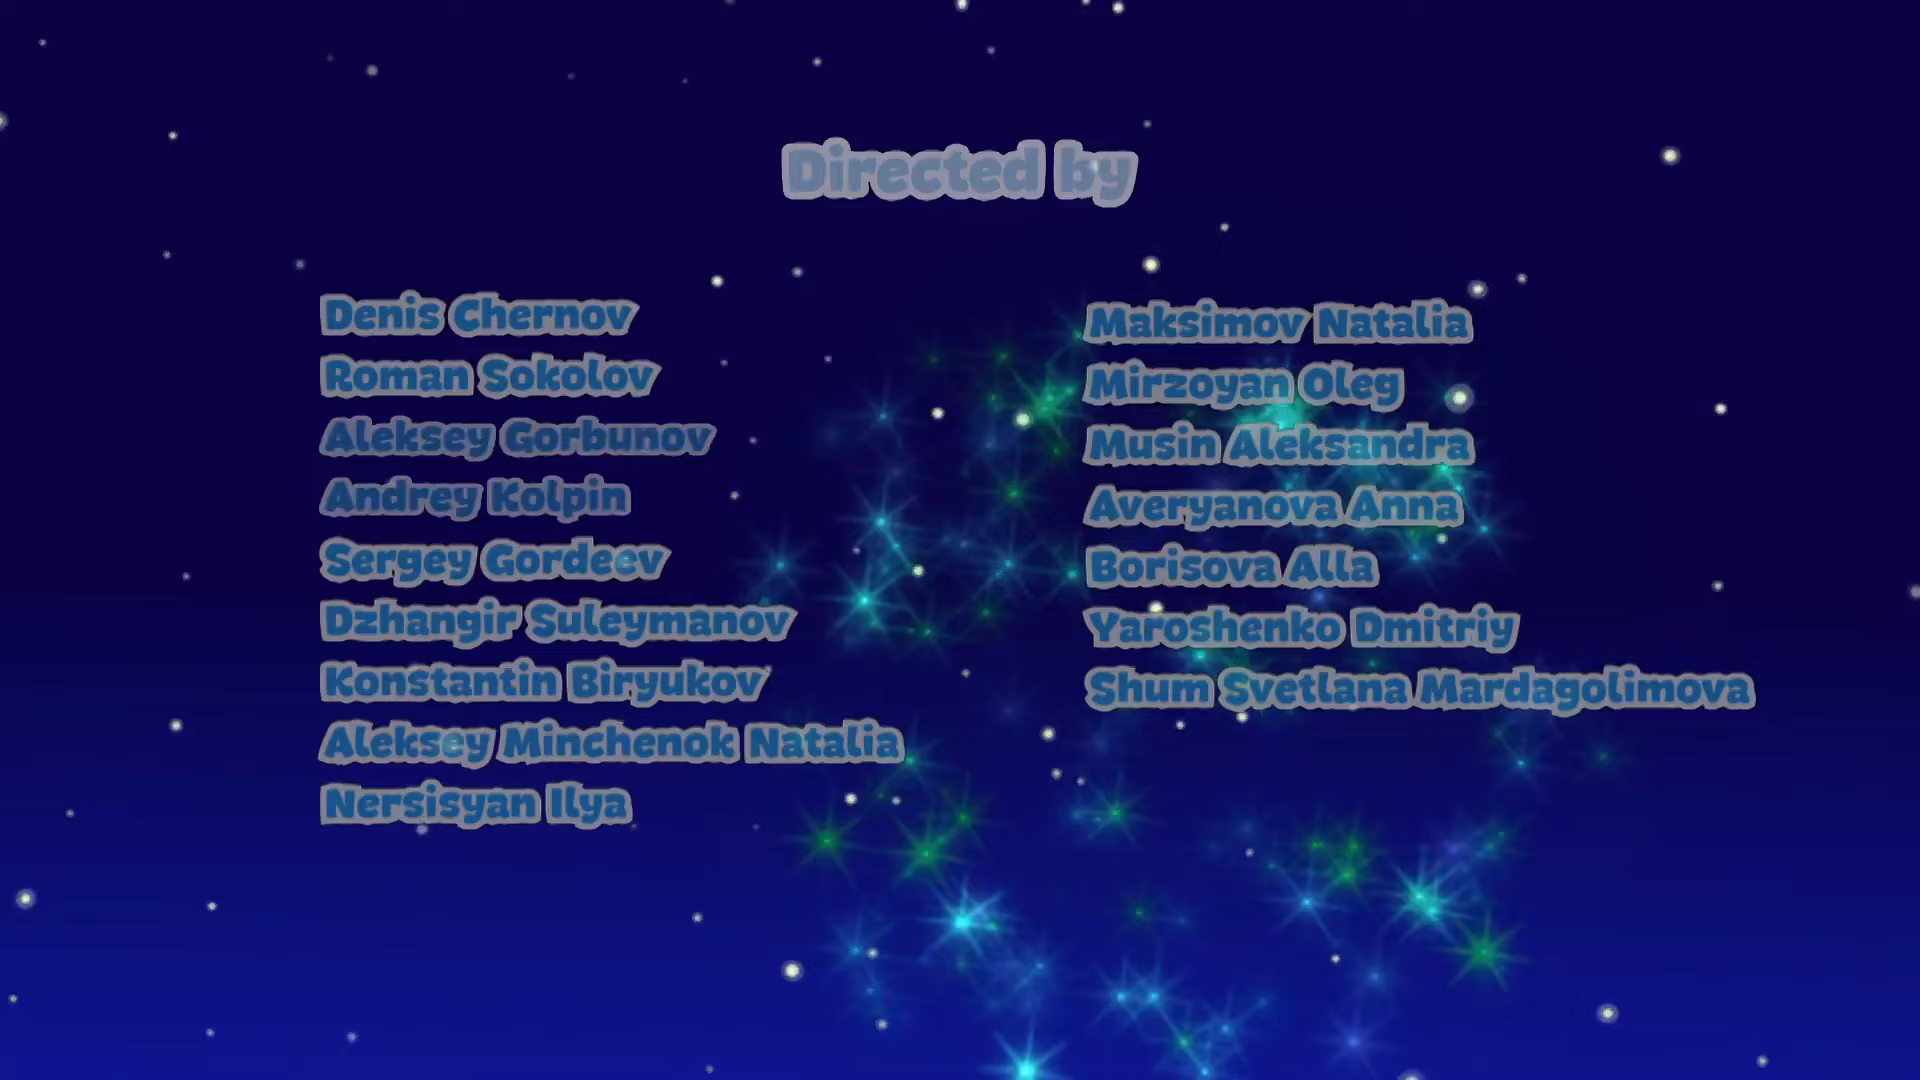 Directed by
Denis Chernov
Roman Sokolov
Aleksey Gorbunov
Andrey Kolpin
Sergey Gordeev
Dzhangir Suleymanov
Konstantin Biryukov
Aleksey Minchenok Natalia
Nersisyan Ilya
Maksimov Natalia
Mirzoyan Oleg
Musin Aleksandra
Averyanova Anna
Borisova Alla
Yaroshenko Dmitriy
Shum Svetlana Mardagolimova